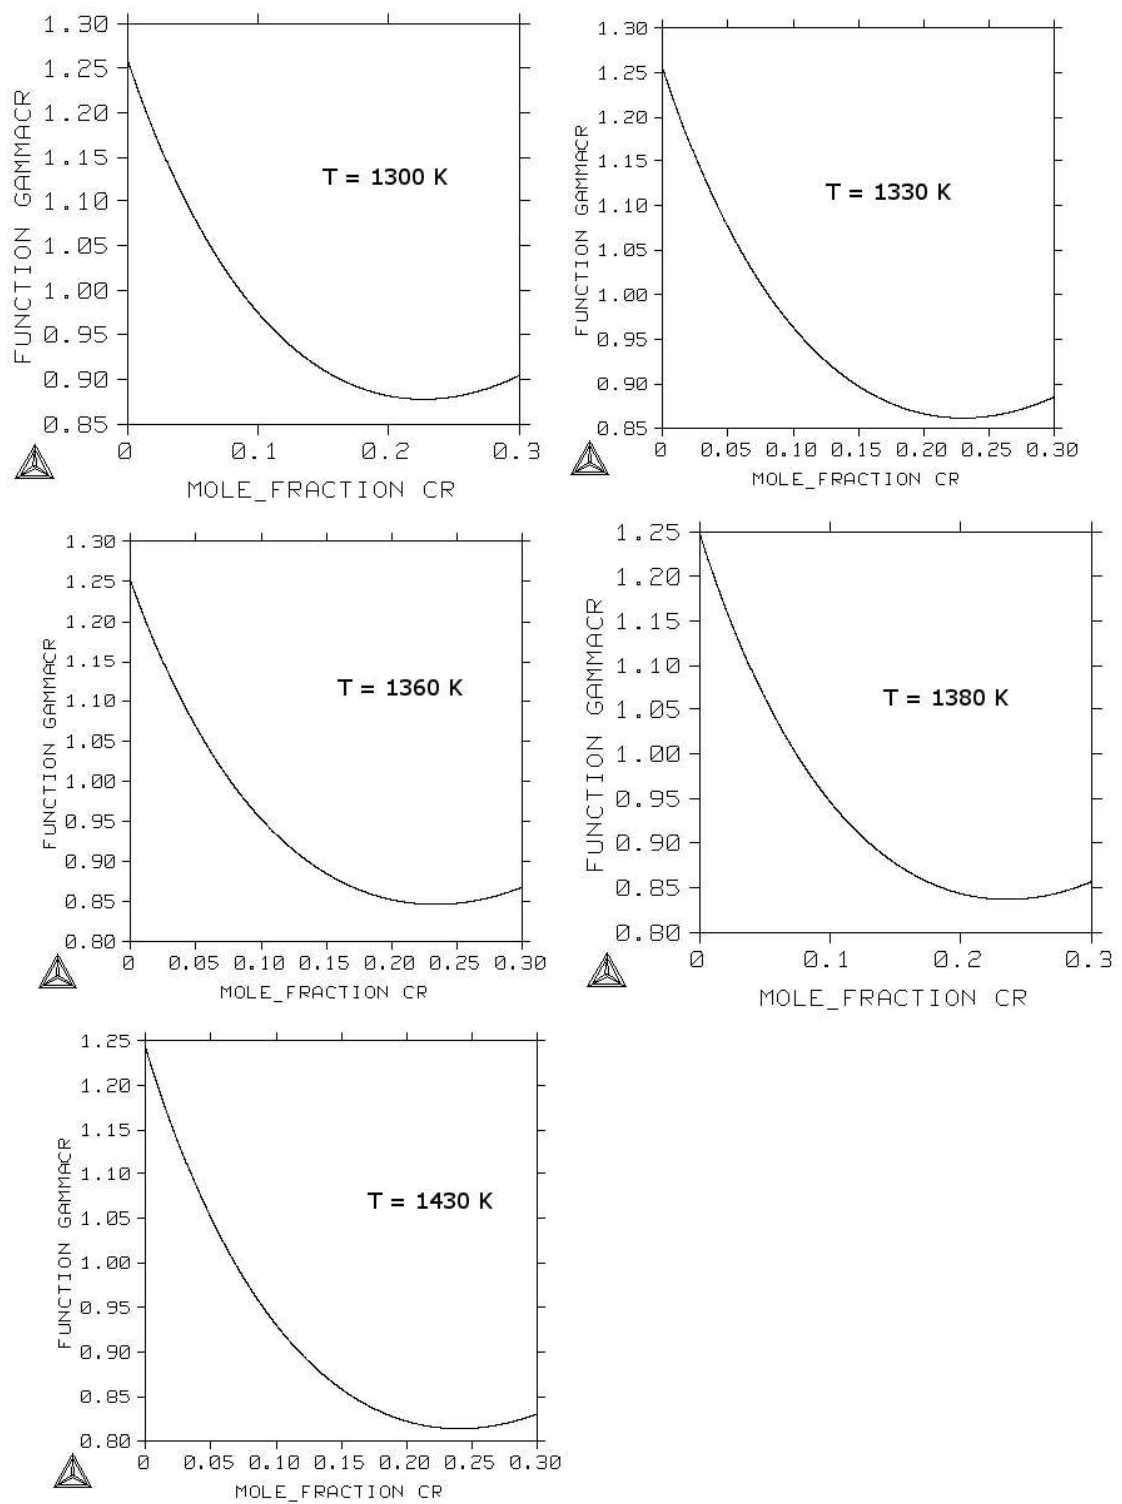 1.30
1.25
1.20
1.15
1.10
1.05
1.00
0.95
0.90
0.85
FUNCTION GAMMACR
T = 1300 K
0 0.1 0.2 0.3
MOLE_FRACTION CR
1.30
1.25
1.20
1.15
1.10
1.05
1.00
0.95
0.90
0.85
FUNCTION GAMMACR
T = 1330 K
0 0.05 0.10 0.15 0.20 0.25 0.30
MOLE_FRACTION CR
1.30
1.25
1.20
1.15
1.10
1.05
1.00
0.95
0.90
0.85
0.80
FUNCTION GAMMACR
T = 1360 K
0 0.05 0.10 0.15 0.20 0.25 0.30
MOLE_FRACTION CR
1.25
1.20
1.15
1.10
1.05
1.00
0.95
0.90
0.85
0.80
FUNCTION GAMMACR
T = 1380 K
0 0.1 0.2 0.3
MOLE_FRACTION CR
1.25
1.20
1.15
1.10
1.05
1.00
0.95
0.90
0.85
0.80
FUNCTION GAMMACR
T = 1430 K
0 0.05 0.10 0.15 0.20 0.25 0.30
MOLE_FRACTION CR